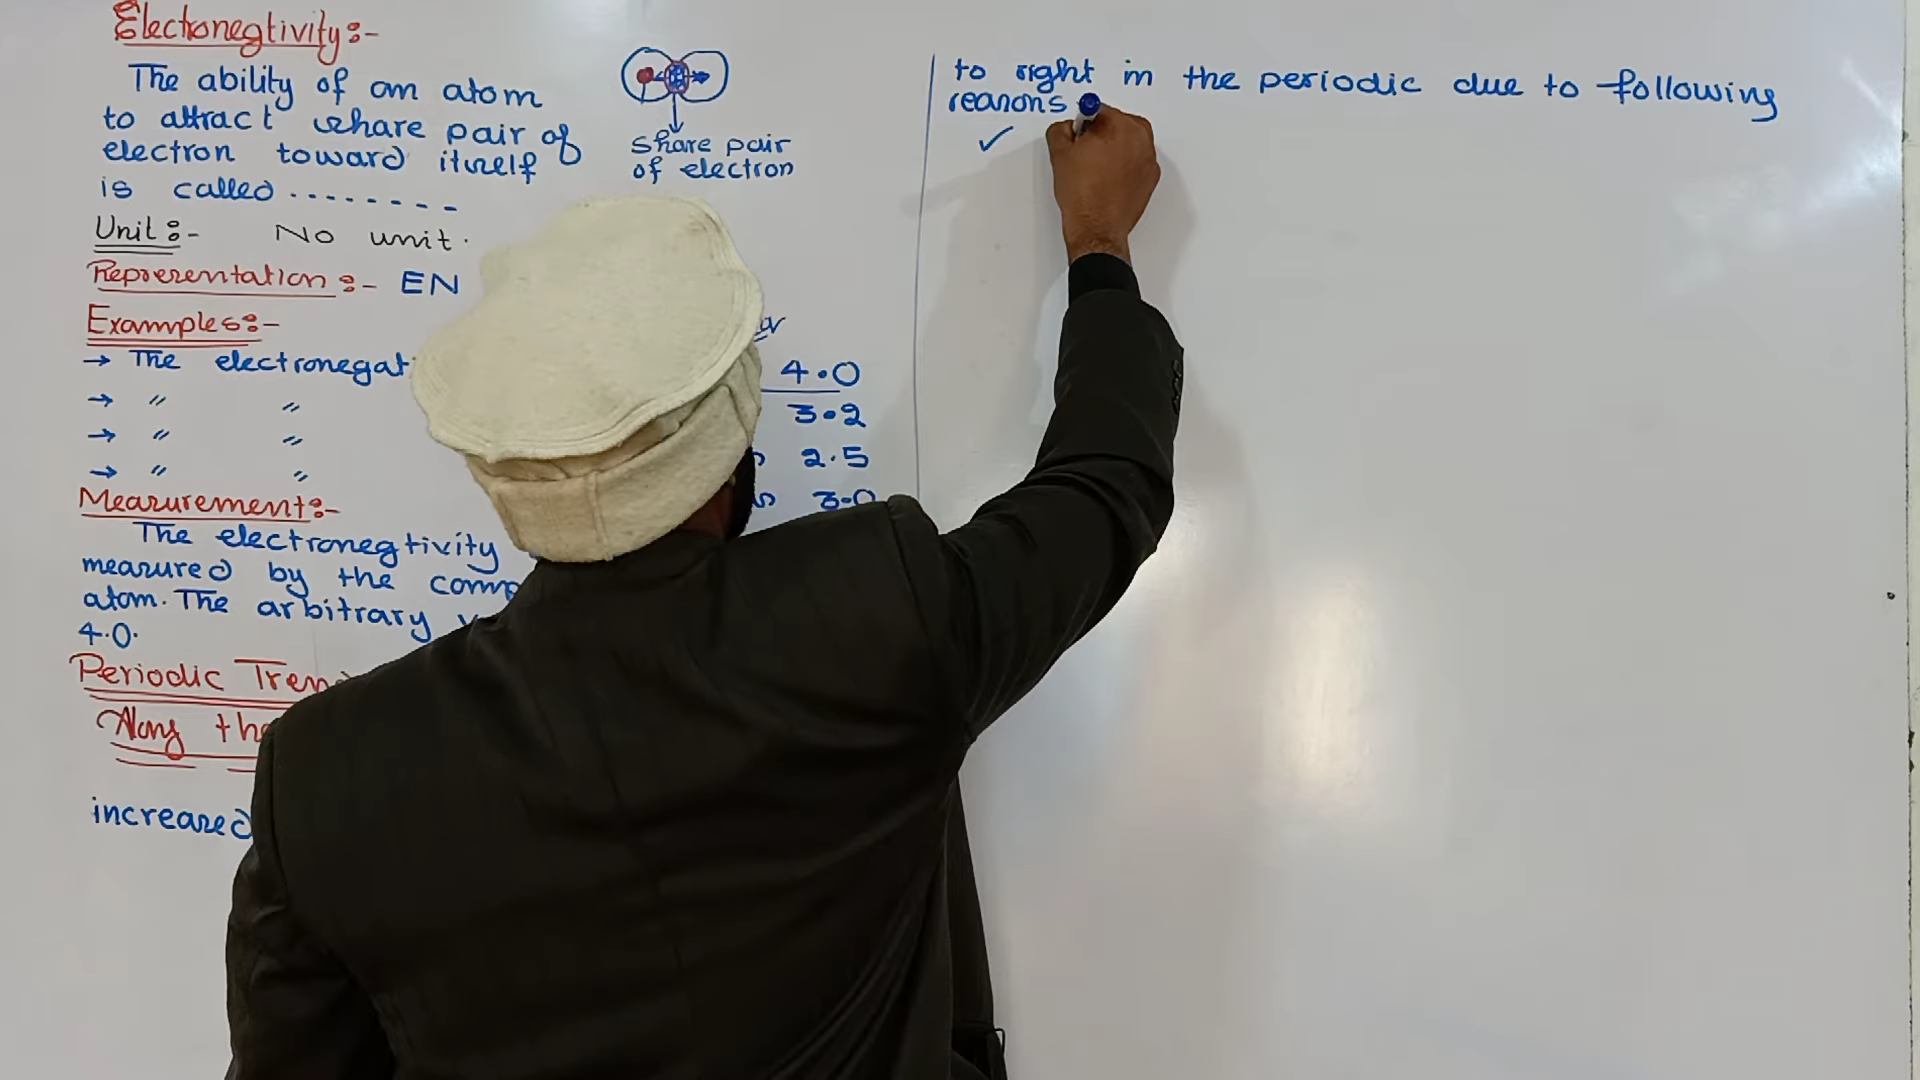 Electronegtivity:-
The ability of an atom
to attract share pair of
electron toward itself
is called --------
share pair
of electron
Unit:- No unit.
Representation:- EN
Examples:-
→ The electronegat
4.0
→ " " 3.2
→ " " 2.5
→ " " 3.0
Measurement:-
The electronegtivity
measured by the comp
atom. The arbitrary
4.0.
Periodic Tren
Along the
increased
to right in the periodic due to following
reasons
✓